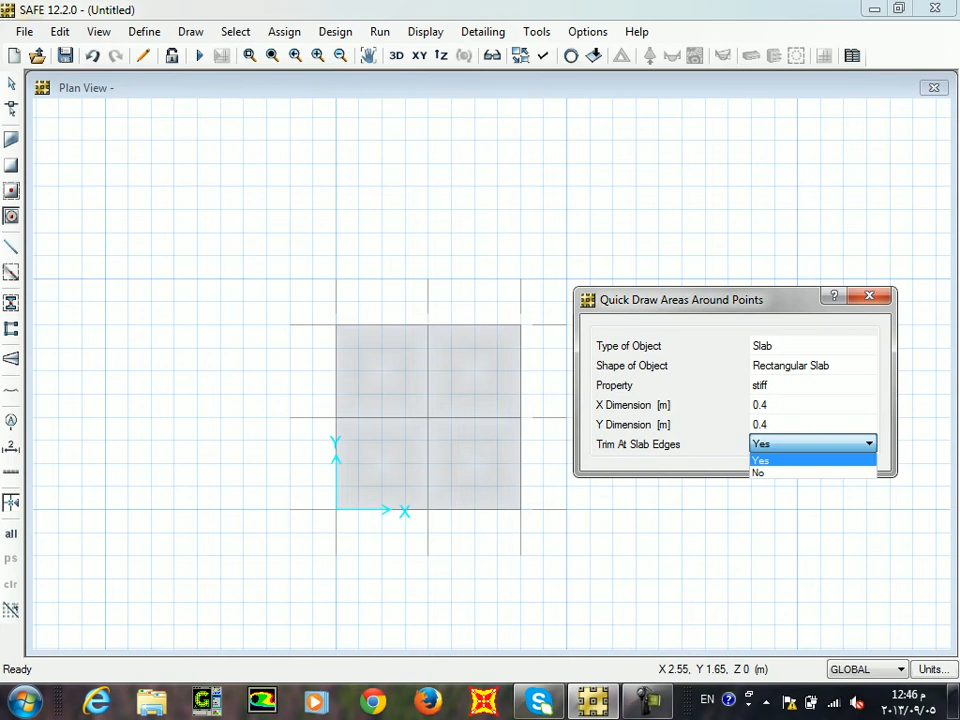 SAFE 12.2.0 - (Untitled)
File Edit View Define Draw Select Assign Design Run Display Detailing Tools Options Help
3D XY
Plan View -
Quick Draw Areas Around Points
Type of Object Slab
Shape of Object Rectangular Slab
Property stiff
X Dimension [m] 0.4
Y Dimension [m] 0.4
Trim At Slab Edges Yes
Yes
No
Y
X
all
ps
clr
Ready X 2.55, Y 1.65, Z 0 (m) GLOBAL Units...
EN 12:46 م
٢٠١٣/٠٩/٠٥